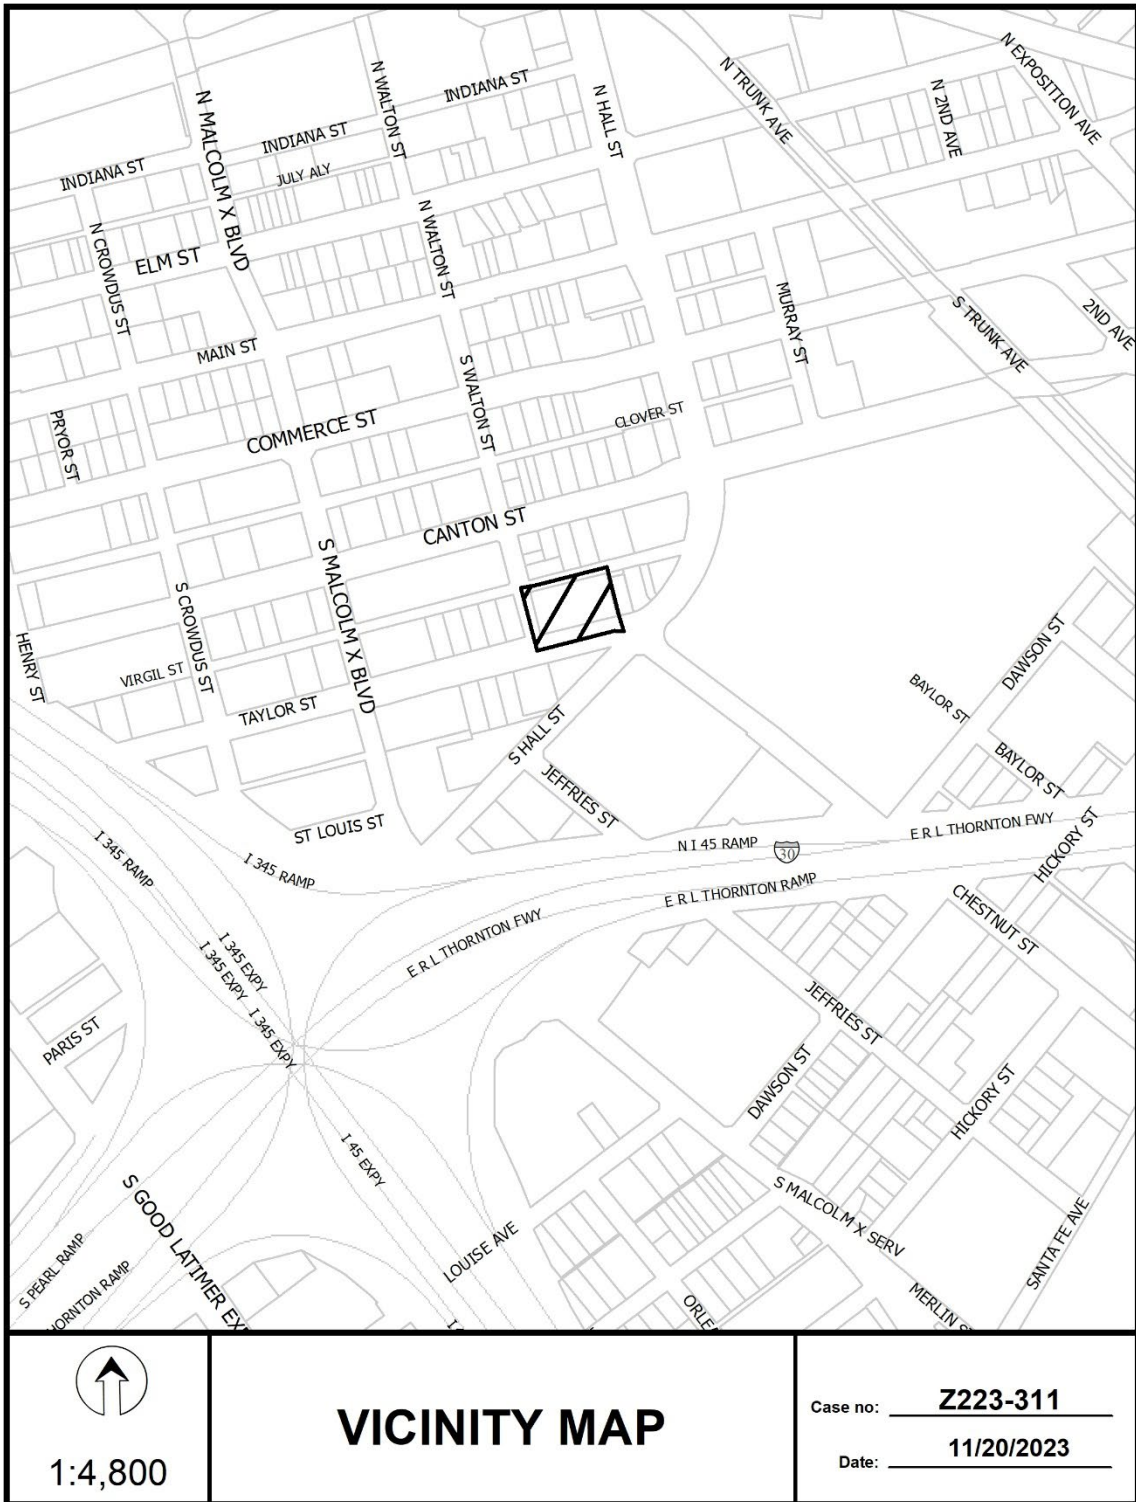 N EXPOSITION AVE
N TRUNK AVE
N WALTON ST
INDIANA ST
N 2ND AVE
N HALL ST
N MALCOLM X BLVD
INDIANA ST
INDIANA ST
JULY ALY
N WALTON ST
N CROWDUS ST
ELM ST
MURRAY ST
S TRUNK AVE
2ND AVE
MAIN ST
S WALTON ST
CLOVER ST
PRYOR ST
COMMERCE ST
CANTON ST
S MALCOLM X BLVD
S CROWDUS ST
HENRY ST
VIRGIL ST
DAWSON ST
BAYLOR ST
TAYLOR ST
S HALL ST
BAYLOR ST
JEFFRIES ST
ST LOUIS ST
E R L THORNTON FWY
N I 45 RAMP
30
HICKORY ST
I 345 RAMP
I 345 RAMP
E R L THORNTON RAMP
CHESTNUT ST
E R L THORNTON FWY
I 345 EXPY
I 345 EXPY
I 345 EXPY
JEFFRIES ST
PARIS ST
DAWSON ST
HICKORY ST
I 45 EXPY
S GOOD LATIMER EX
S MALCOLM X SERV
SANTA FE AVE
LOUISE AVE
S PEARL RAMP
HORNTON RAMP
ORLEA
MERLIN S
1:4,800
VICINITY MAP
Case no: Z223-311
Date: 11/20/2023